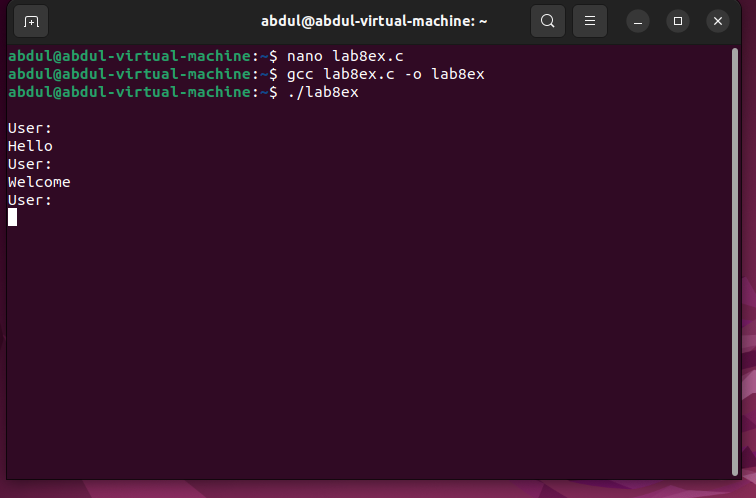 abdul@abdul-virtual-machine: ~
abdul@abdul-virtual-machine:~$ nano lab8ex.c
abdul@abdul-virtual-machine:~$ gcc lab8ex.c -o lab8ex
abdul@abdul-virtual-machine:~$ ./lab8ex
User:
Hello
User:
Welcome
User: